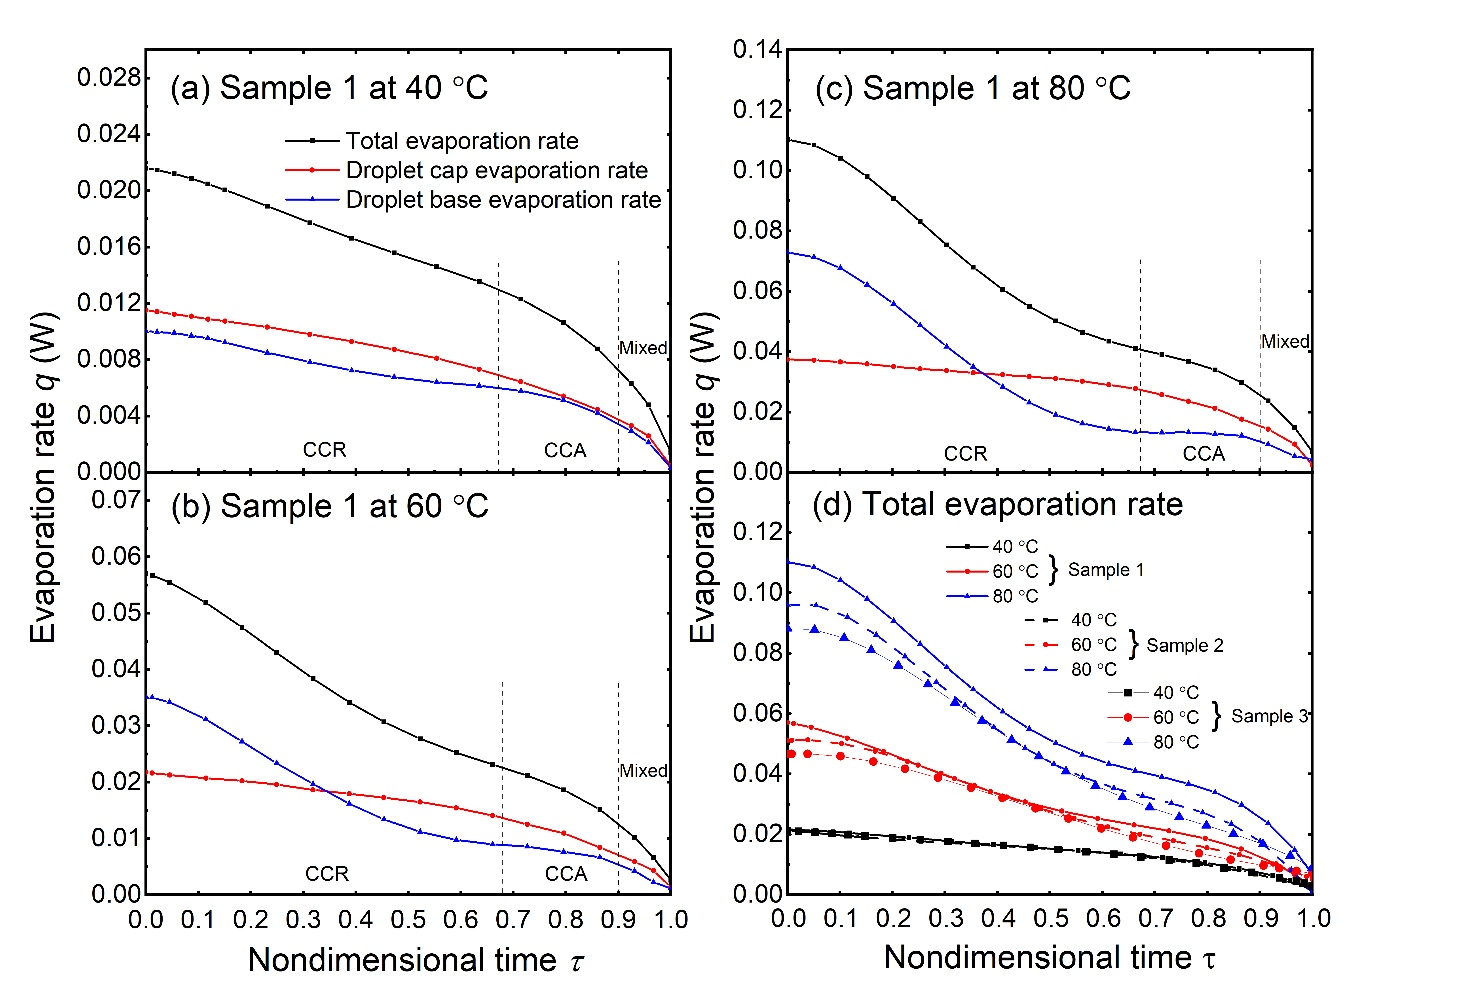 (a) Sample 1 at 40 °C
Total evaporation rate
Droplet cap evaporation rate
Droplet base evaporation rate
0.028
0.024
0.020
0.016
0.012
0.008
0.004
0.000
CCR
CCA
Mixed
(b) Sample 1 at 60 °C
0.07
0.06
0.05
0.04
0.03
0.02
0.01
0.00
CCR
CCA
Mixed
0.0 0.1 0.2 0.3 0.4 0.5 0.6 0.7 0.8 0.9 1.0
Nondimensional time τ
Evaporation rate q (W)
(c) Sample 1 at 80 °C
0.14
0.12
0.10
0.08
0.06
0.04
0.02
0.00
CCR
CCA
Mixed
(d) Total evaporation rate
40 °C
60 °C } Sample 1
80 °C
40 °C
60 °C } Sample 2
80 °C
40 °C
60 °C } Sample 3
80 °C
0.12
0.10
0.08
0.06
0.04
0.02
0.00
0.0 0.1 0.2 0.3 0.4 0.5 0.6 0.7 0.8 0.9 1.0
Nondimensional time τ
Evaporation rate q (W)